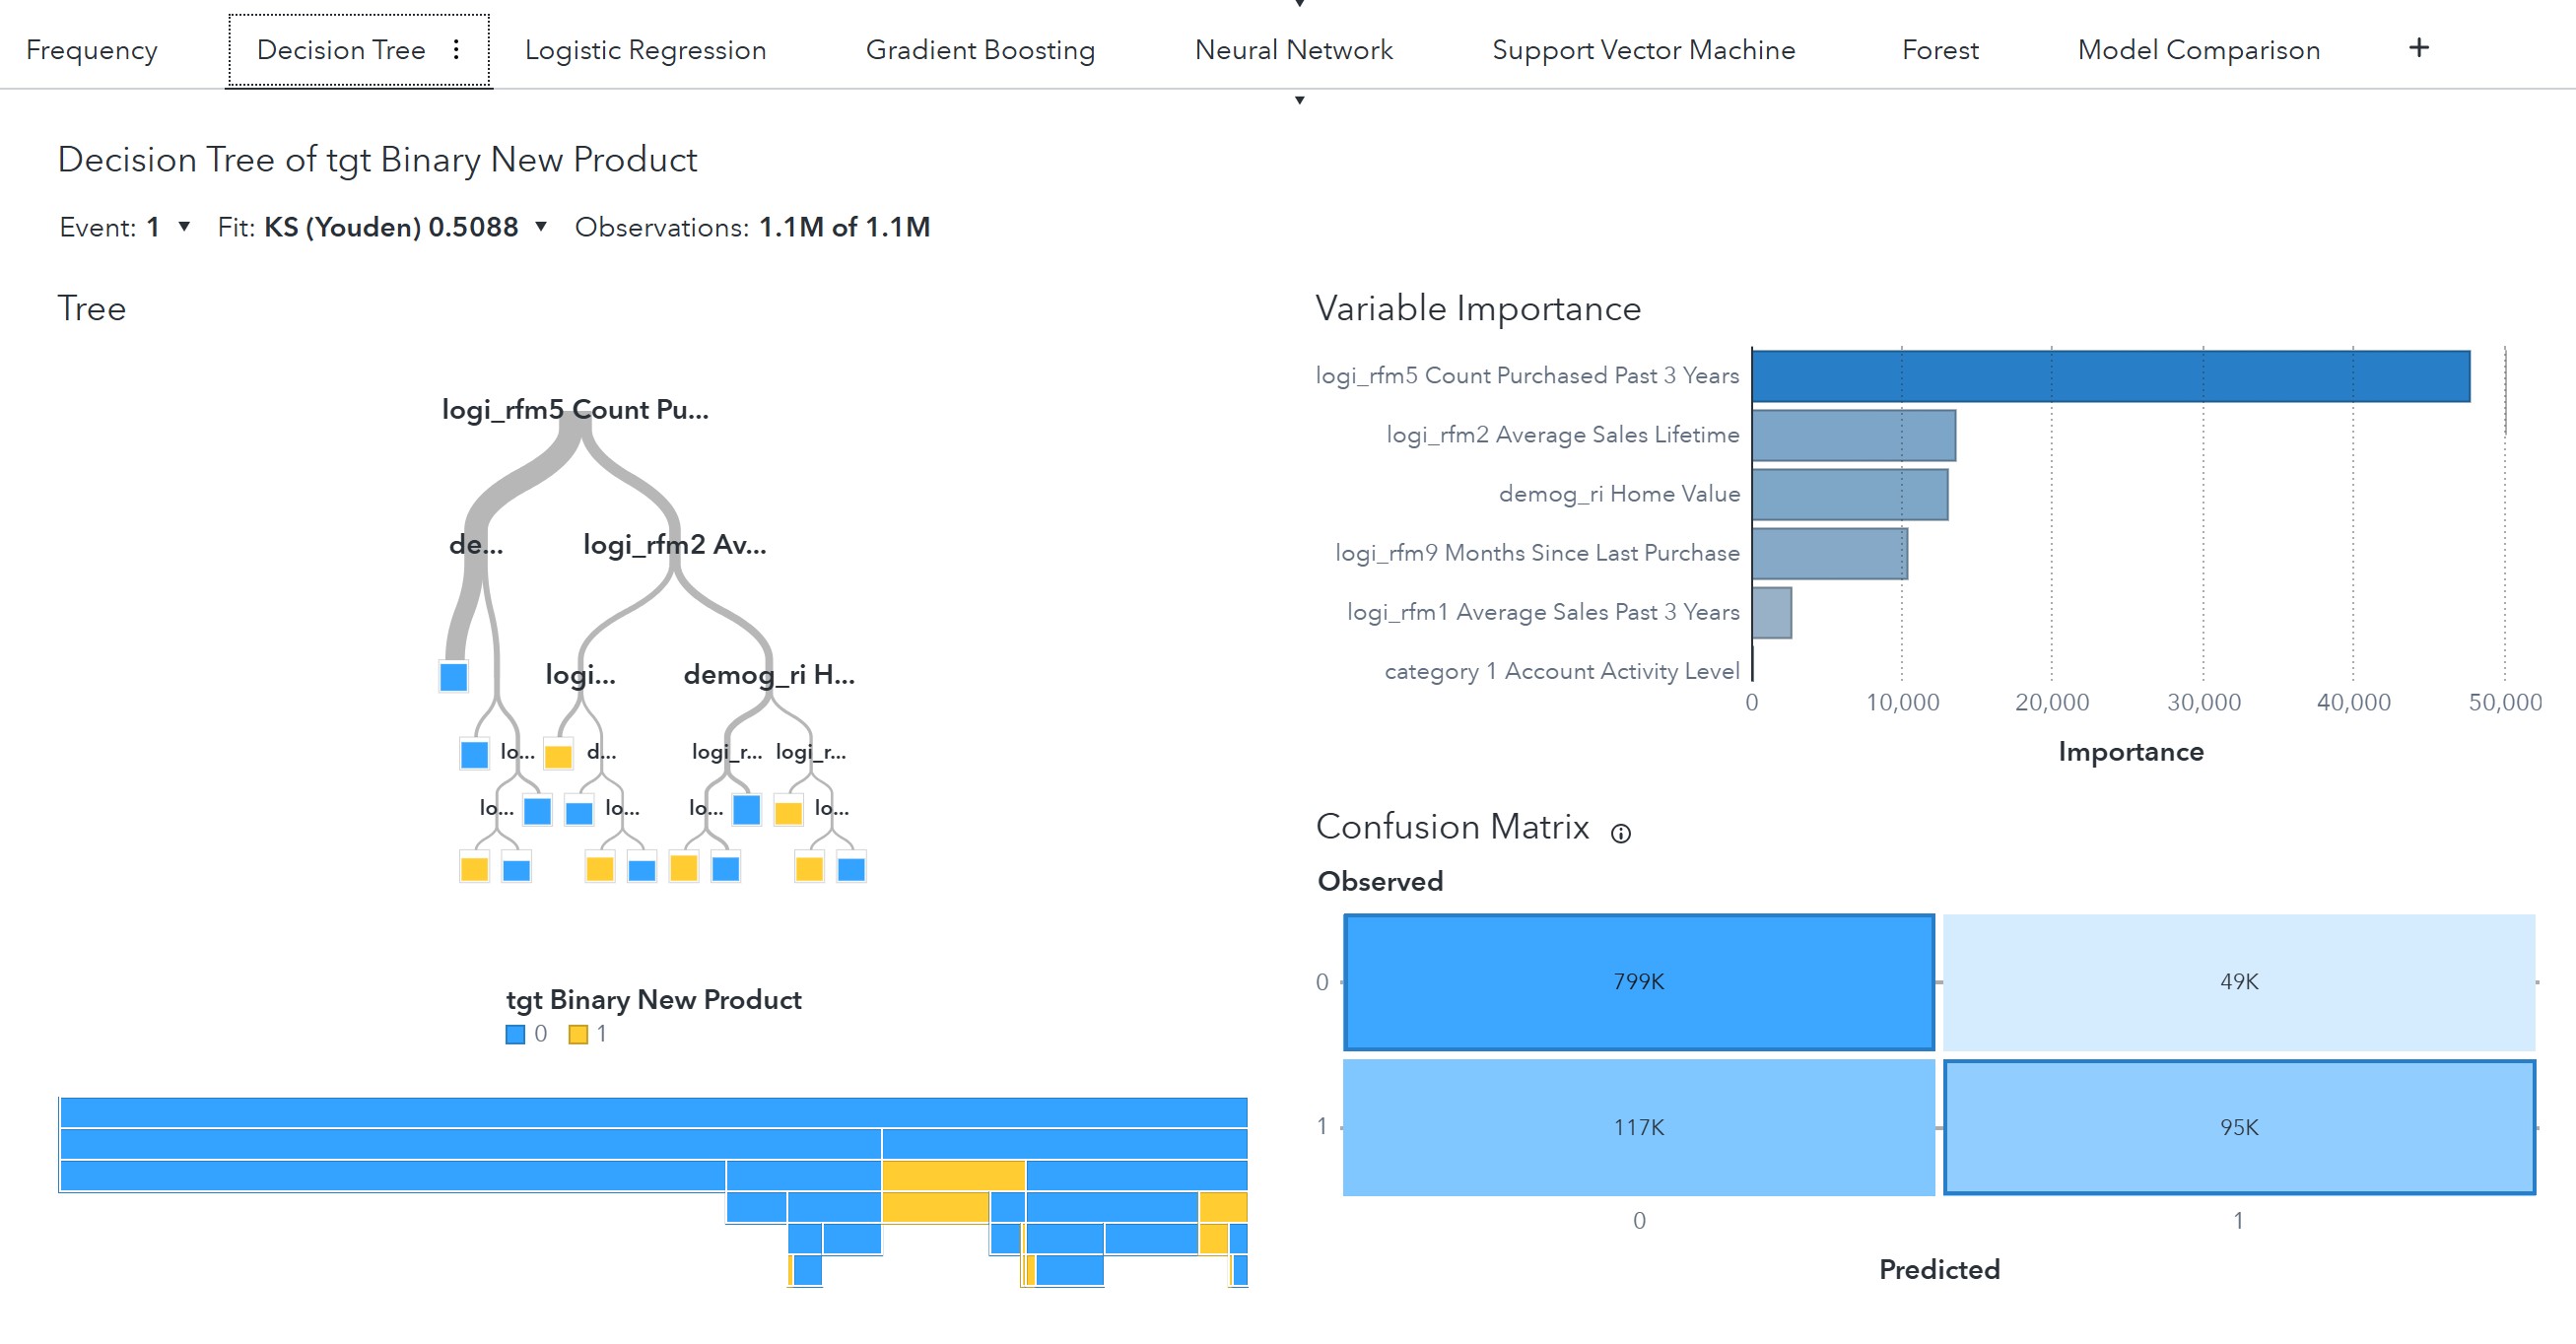 Frequency Decision Tree Logistic Regression Gradient Boosting Neural Network Support Vector Machine Forest Model Comparison +
Decision Tree of tgt Binary New Product
Event: 1 Fit: KS (Youden) 0.5088 Observations: 1.1M of 1.1M
Tree
logi_rfm5 Count Pu...
de... logi_rfm2 Av...
logi... demog_ri H...
lo... d... logi_r... logi_r...
lo... lo... lo... lo...
tgt Binary New Product
0 1
Variable Importance
logi_rfm5 Count Purchased Past 3 Years
logi_rfm2 Average Sales Lifetime
demog_ri Home Value
logi_rfm9 Months Since Last Purchase
logi_rfm1 Average Sales Past 3 Years
category 1 Account Activity Level
0 10,000 20,000 30,000 40,000 50,000
Importance
Confusion Matrix
Observed
0 799K 49K
1 117K 95K
0 1
Predicted